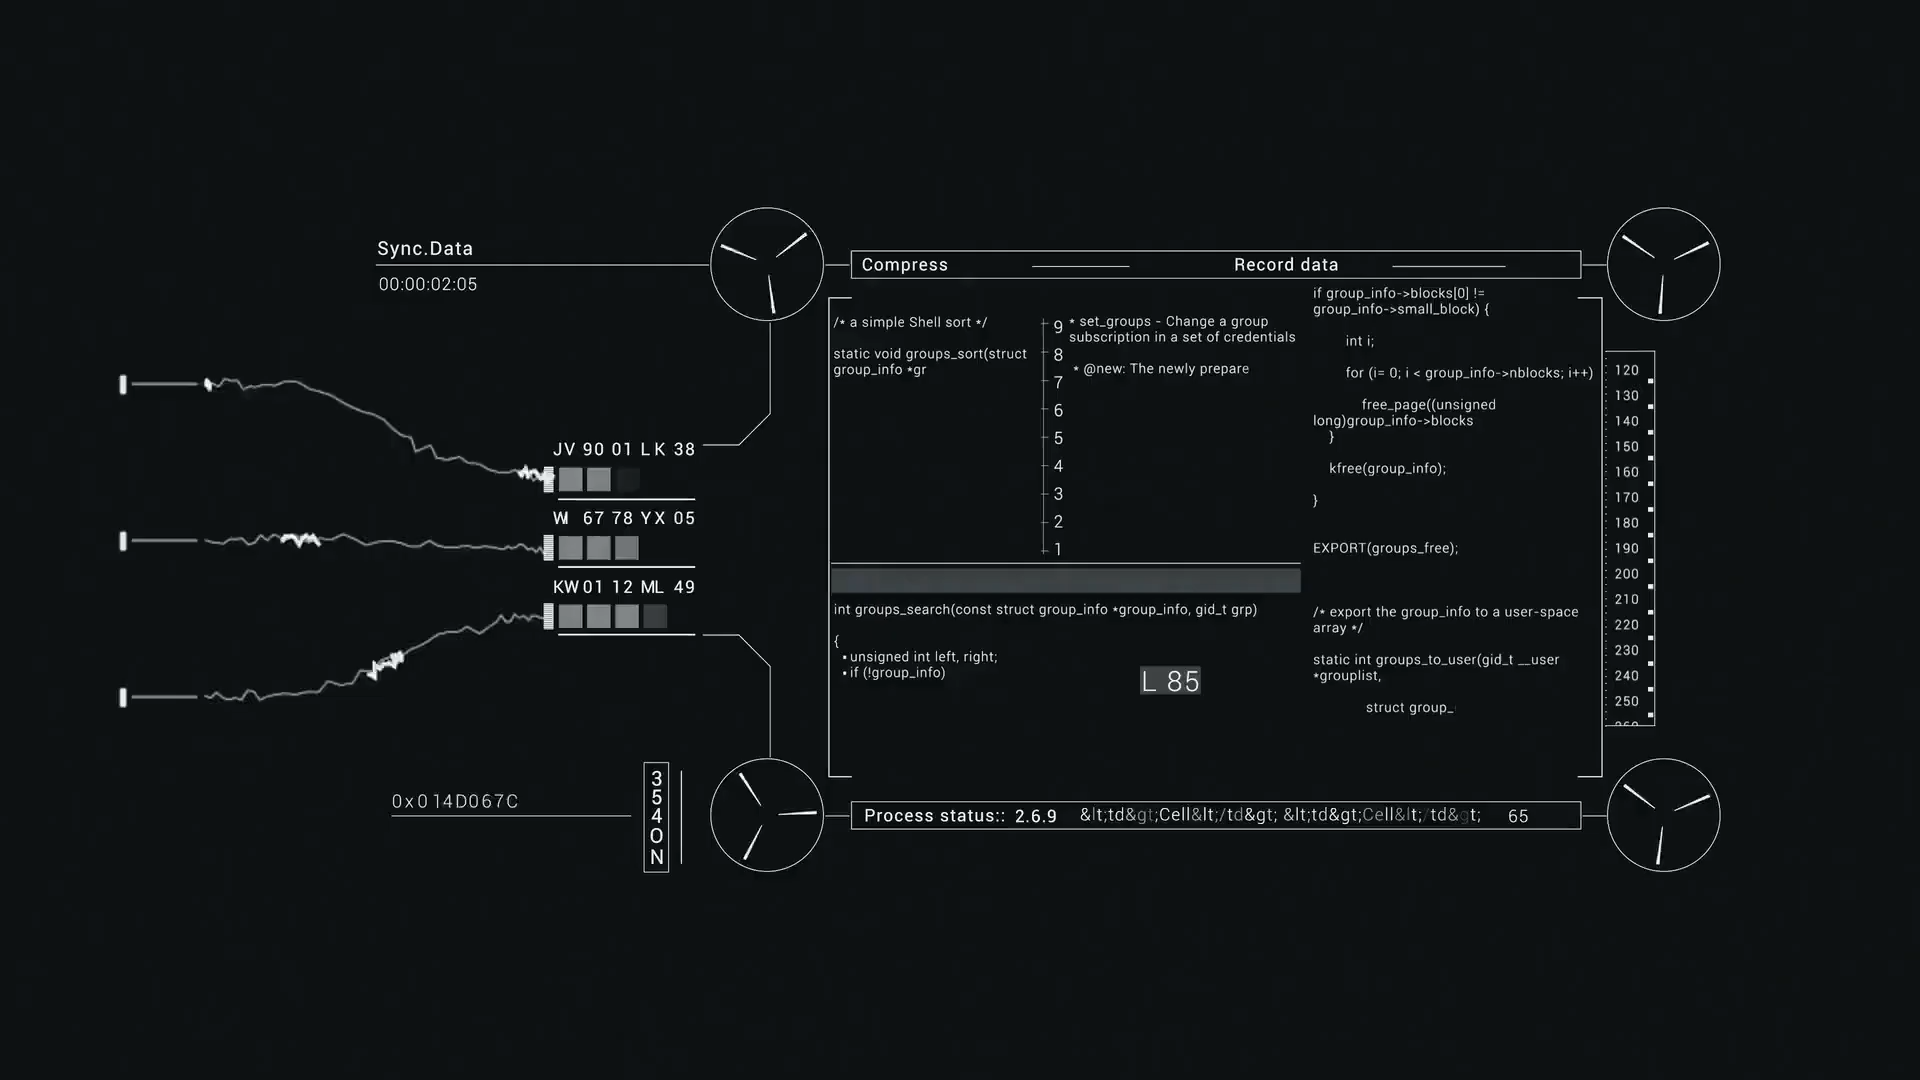 Sync.Data
00:00:02:05
JV 90 01 LK 38
WI 67 78 YX 05
KW 01 12 ML 49
0x014D067C
354ON
Compress
Record data
/* a simple Shell sort */
static void groups_sort(struct
group_info *gr
9
8
7
6
5
4
3
2
1
* set_groups - Change a group
subscription in a set of credentials
* @new: The newly prepare
int groups_search(const struct group_info *group_info, gid_t grp)
{
▪ unsigned int left, right;
▪ if (!group_info)
L 85
if group_info->blocks[0] !=
group_info->small_block) {
int i;
for (i= 0; i < group_info->nblocks; i++)
free_page((unsigned
long)group_info->blocks
}
kfree(group_info);
}
EXPORT(groups_free);
/* export the group_info to a user-space
array */
static int groups_to_user(gid_t __user
*grouplist,
struct group_
120
130
140
150
160
170
180
190
200
210
220
230
240
250
260
Process status:: 2.6.9 &lt;td&gt;Cell&lt;/td&gt; &lt;td&gt;Cell&lt;/td&gt; 65